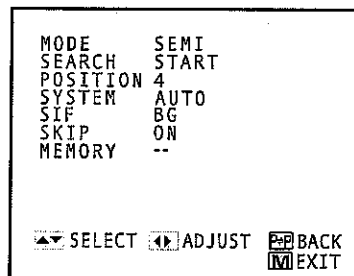 MODE SEMI
SEARCH START
POSITION 4
SYSTEM AUTO
SIF BG
SKIP ON
MEMORY --
SELECT ADJUST P+P BACK
M EXIT